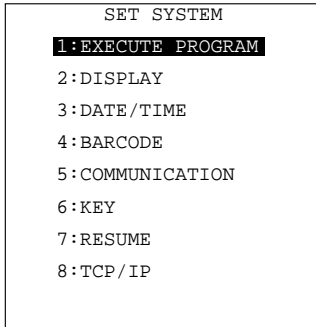 SET SYSTEM
1:EXECUTE PROGRAM
2:DISPLAY
3:DATE/TIME
4:BARCODE
5:COMMUNICATION
6:KEY
7:RESUME
8:TCP/IP